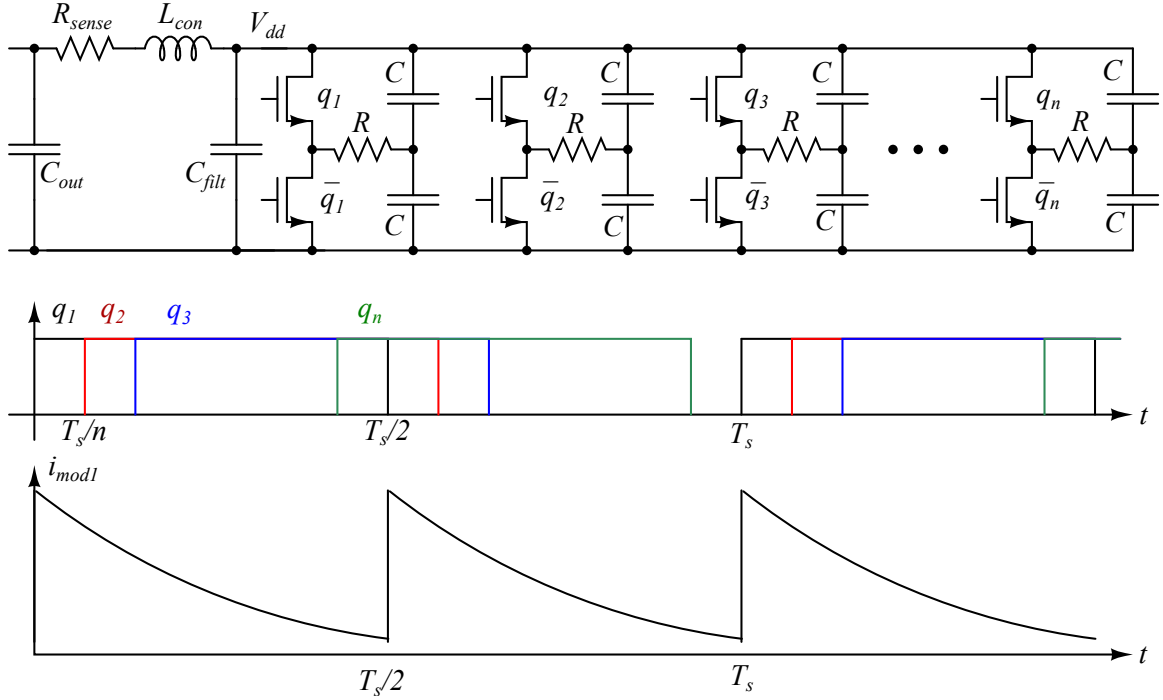 R_sense L_con V_dd
C C C C
q_1 q_2 q_3 q_n
R R R R
C_out C_filt q̅_1 q̅_2 q̅_3 q̅_n
C C C C
q_1 q_2 q_3 q_n
T_s/n T_s/2 T_s t
i_mod1
T_s/2 T_s t